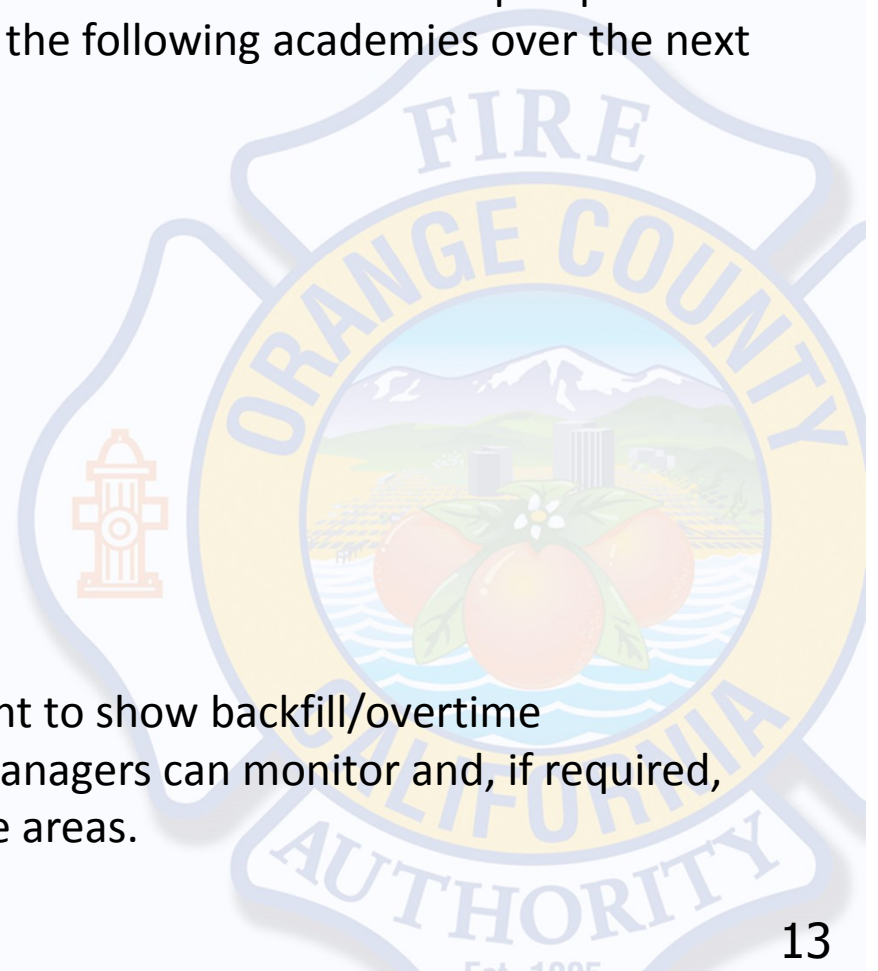 the following academies over the next
FIRE
ORANGE COUNTY
nt to show backfill/overtime
anagers can monitor and, if required,
e areas.
CALIFORNIA
AUTHORITY
13